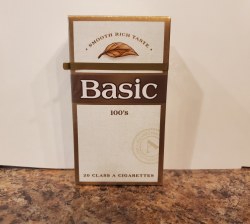 SMOOTH RICH TASTE
Basic
100's
20 CLASS A CIGARETTES